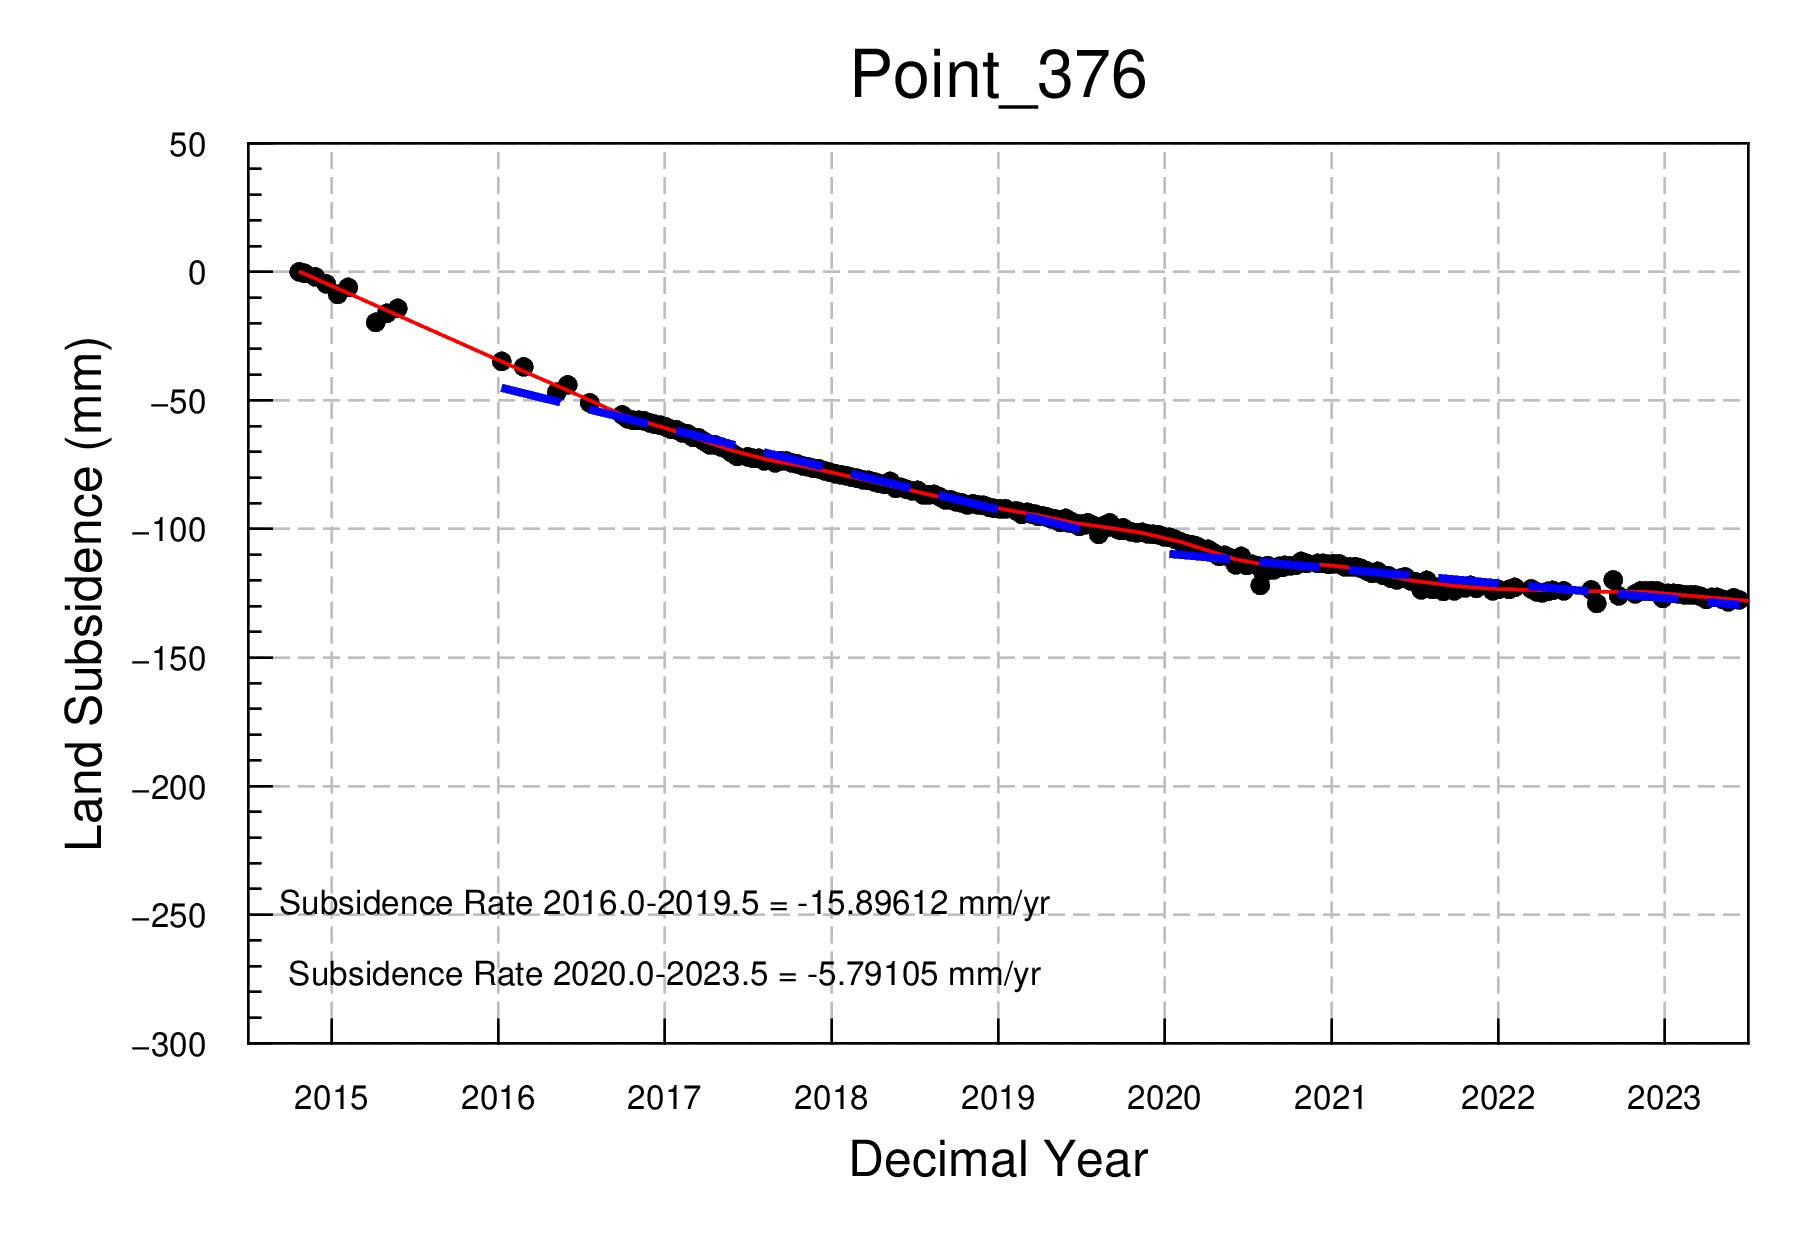 Point_376
50
0
−50
−100
−150
−200
−250
−300
Land Subsidence (mm)
Subsidence Rate 2016.0-2019.5 = -15.89612 mm/yr
Subsidence Rate 2020.0-2023.5 = -5.79105 mm/yr
2015 2016 2017 2018 2019 2020 2021 2022 2023
Decimal Year